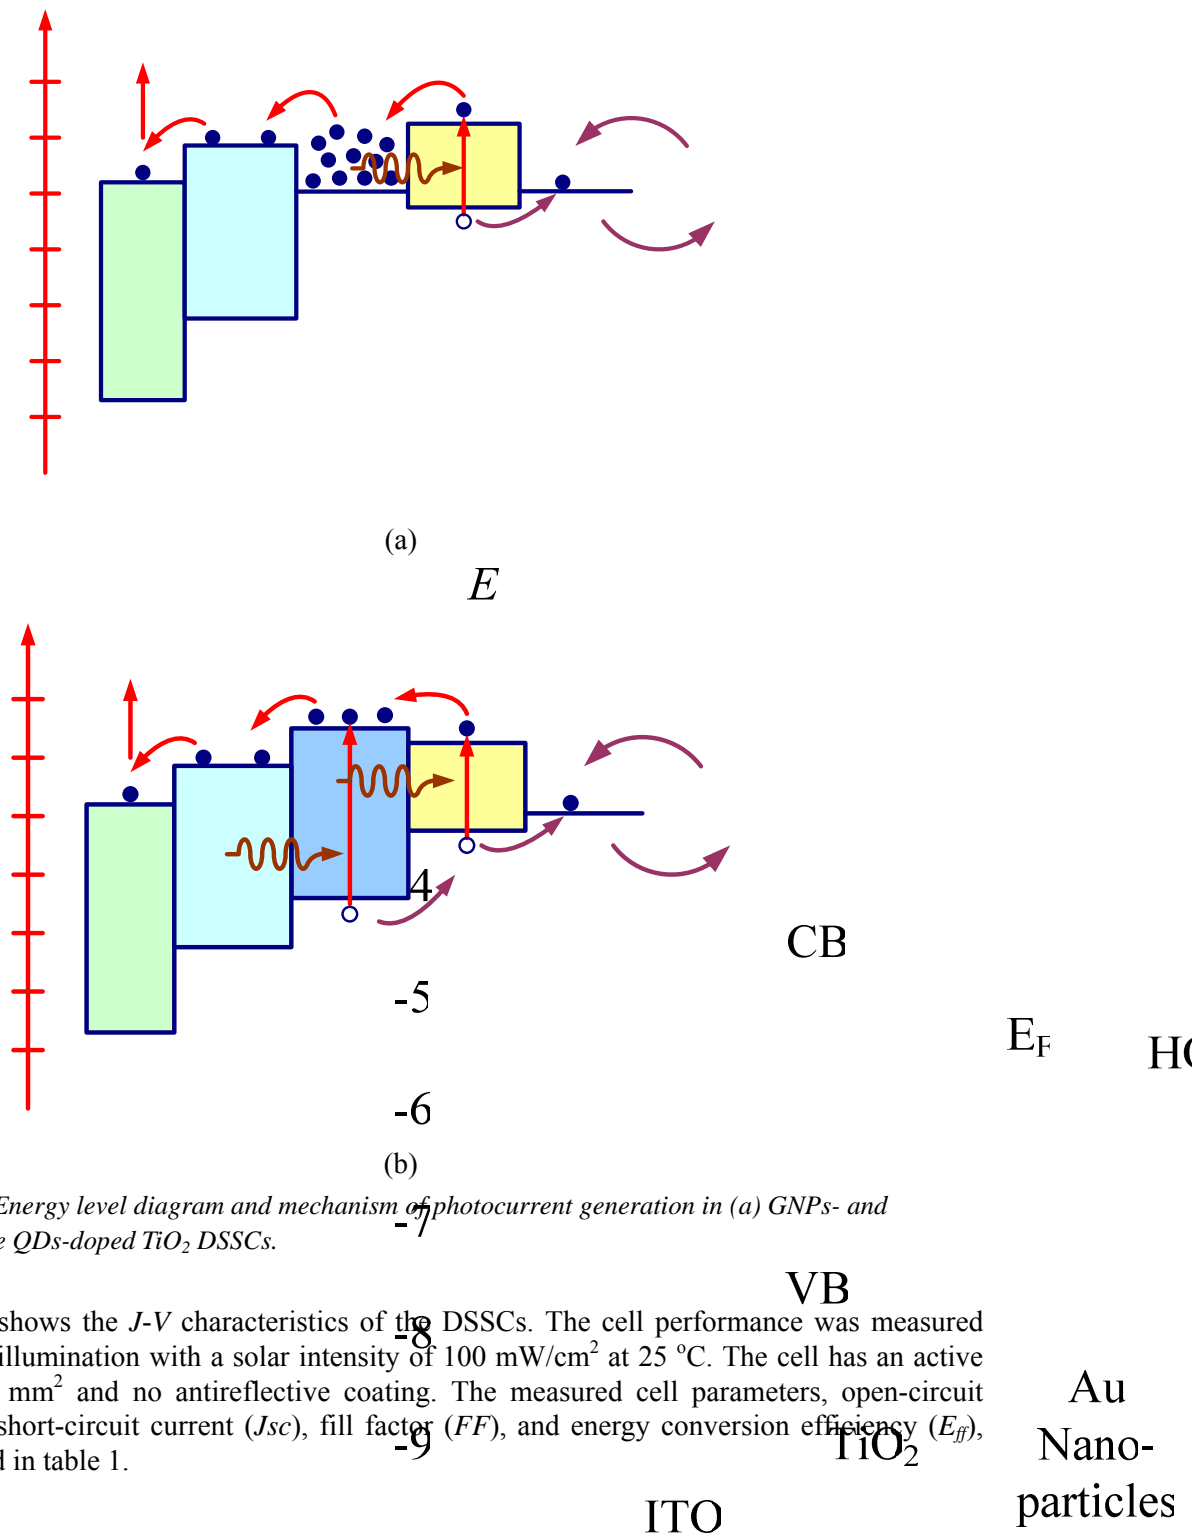 (a)
E
4
CB
-5
E_F
-6
(b)
Energy level diagram and mechanism of photocurrent generation in (a) GNPs- and
-7
QDs-doped TiO2 DSSCs.
VB
shows the J-V characteristics of the DSSCs. The cell performance was measured
-8
illumination with a solar intensity of 100 mW/cm2 at 25 oC. The cell has an active
mm2 and no antireflective coating. The measured cell parameters, open-circuit
Au
short-circuit current (Jsc), fill factor (FF), and energy conversion efficiency (Eff),
-9
TiO2
Nano-
in table 1.
particles
ITO